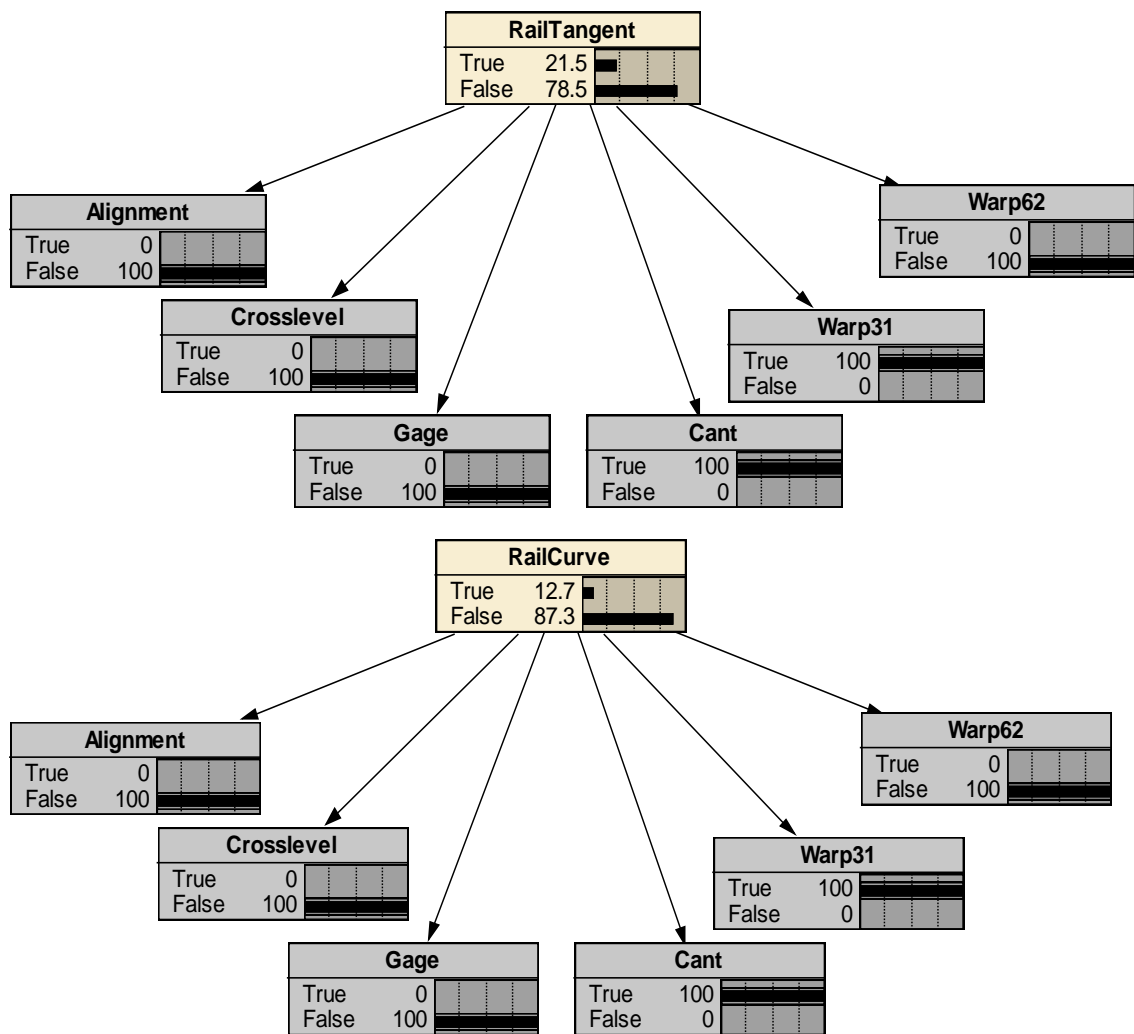 RailTangent
True 21.5
False 78.5
Alignment
True 0
False 100
Warp62
True 0
False 100
Crosslevel
True 0
False 100
Warp31
True 100
False 0
Gage
True 0
False 100
Cant
True 100
False 0
RailCurve
True 12.7
False 87.3
Alignment
True 0
False 100
Warp62
True 0
False 100
Crosslevel
True 0
False 100
Warp31
True 100
False 0
Gage
True 0
False 100
Cant
True 100
False 0